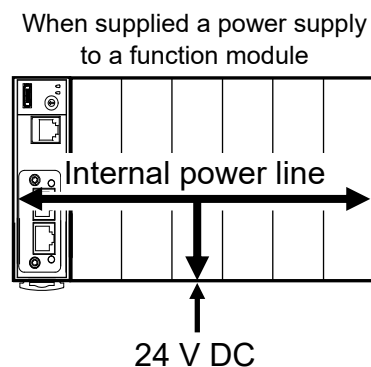 When supplied a power supply
to a function module
Internal power line
24 V DC